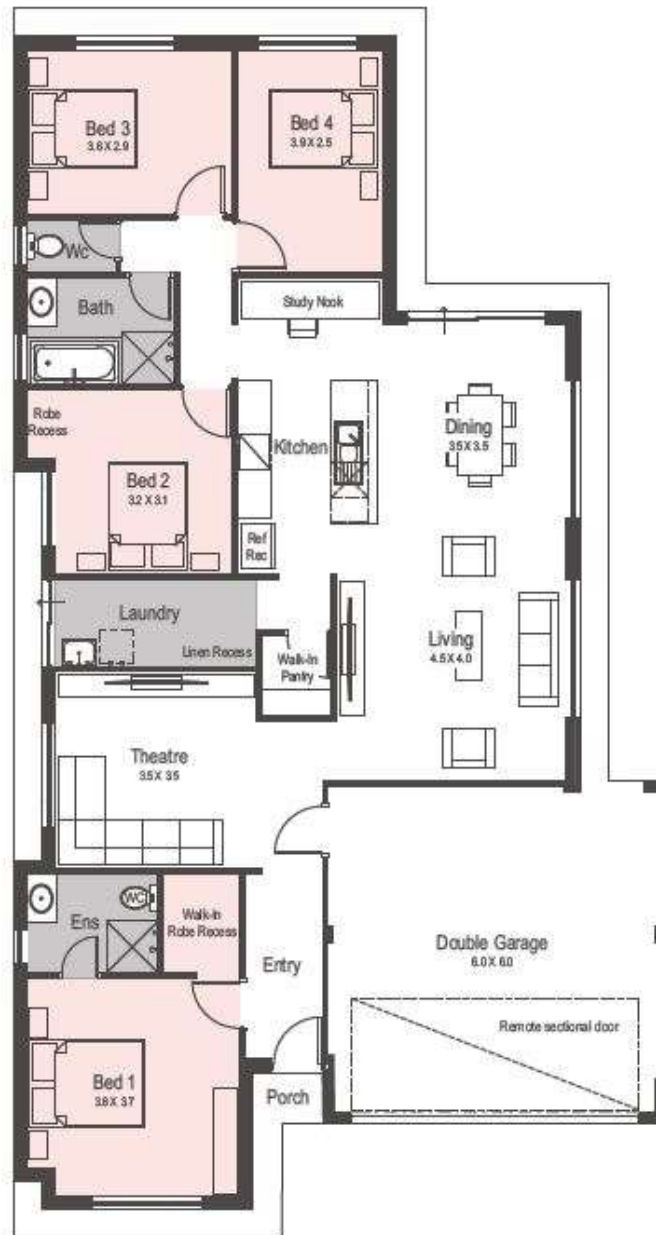 Bed 3
3.6 X 2.9
Bed 4
3.9 X 2.5
Wc
Bath
Study Nook
Robe
Recess
Kitchen
Dining
3.5 X 3.5
Bed 2
3.2 X 3.1
Ref
Rec
Laundry
Linen Recess
Walk-In
Pantry
Living
4.5 X 4.0
Theatre
3.5 X 3.5
WC
Ens
Walk-In
Robe Recess
Entry
Double Garage
6.0 X 6.0
Remote sectional door
Bed 1
3.8 X 3.7
Porch